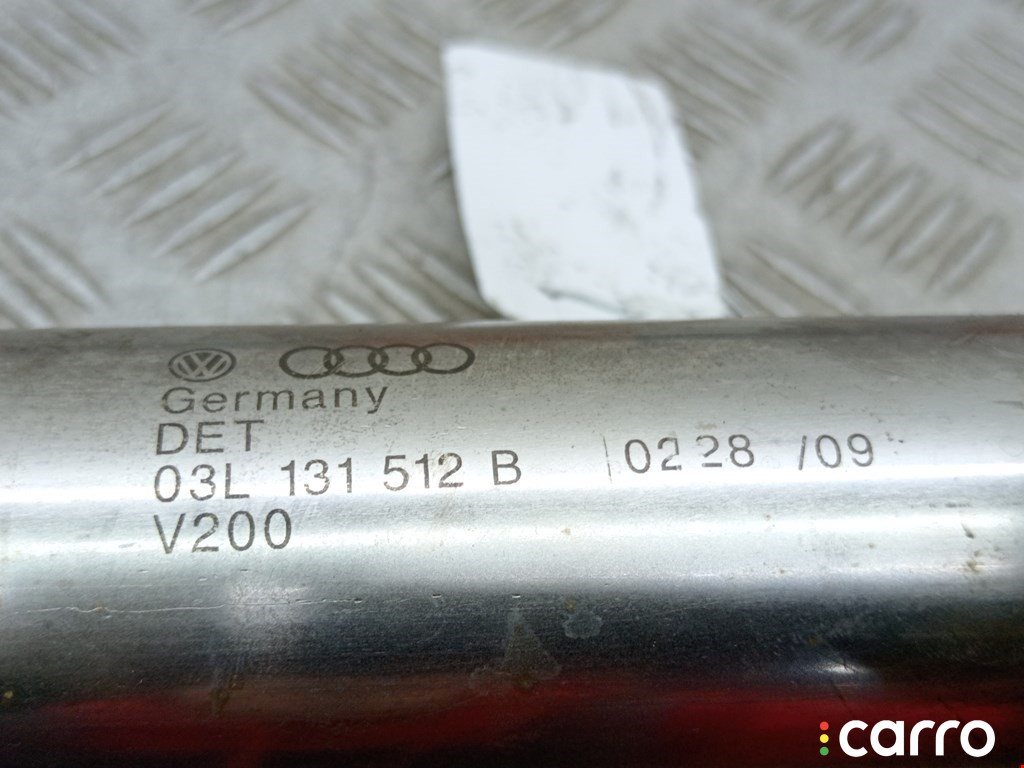 Germany
DET
03L 131 512 B 0228 /09
V200
carro